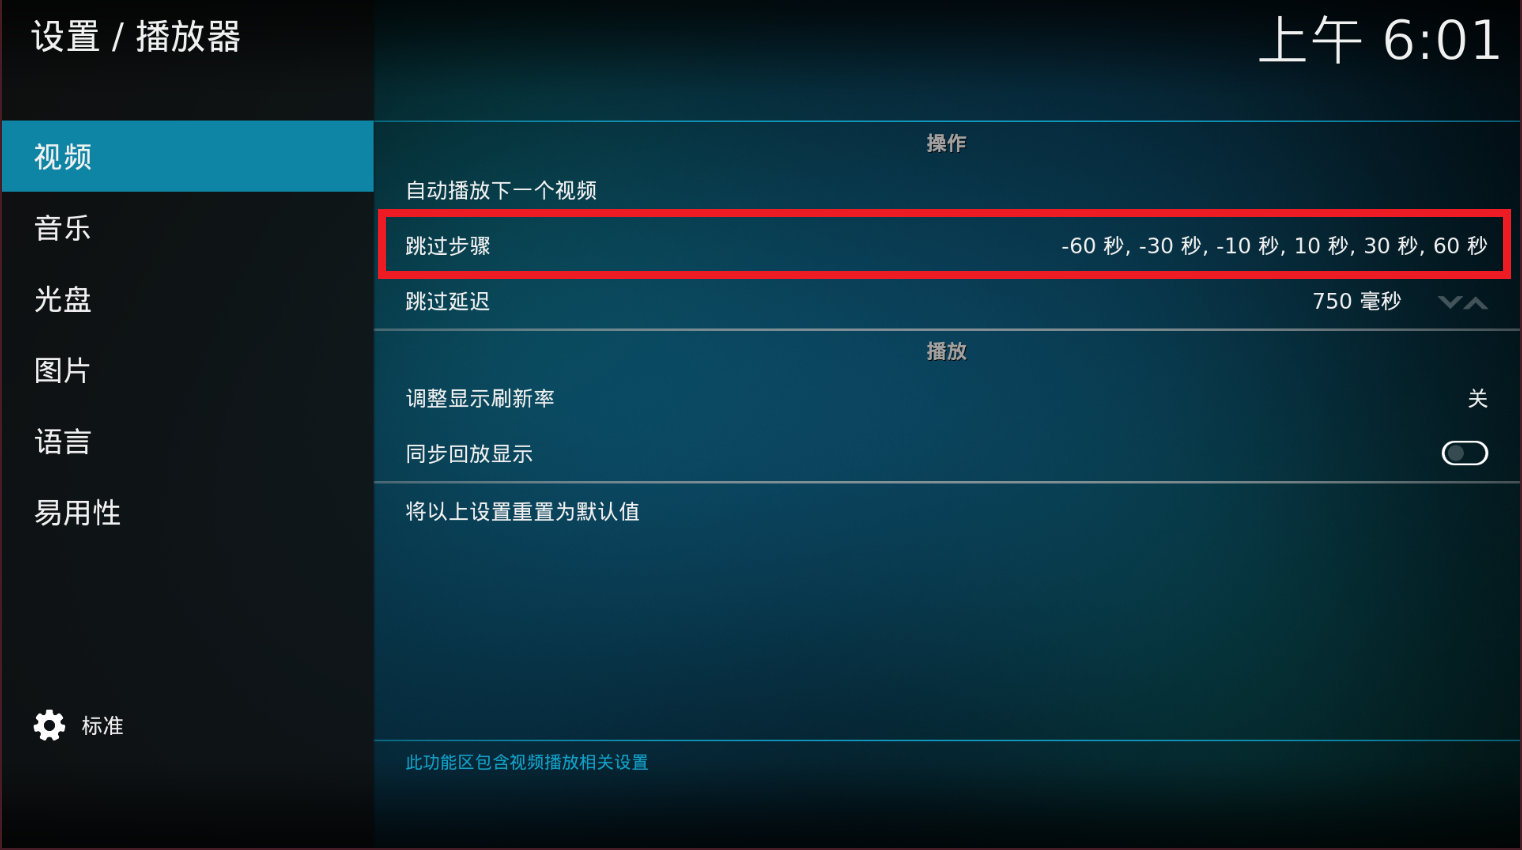 设置 / 播放器
上午 6:01
视频
音乐
光盘
图片
语言
易用性
标准
操作
自动播放下一个视频
跳过步骤 -60 秒, -30 秒, -10 秒, 10 秒, 30 秒, 60 秒
跳过延迟 750 毫秒
播放
调整显示刷新率 关
同步回放显示
将以上设置重置为默认值
此功能区包含视频播放相关设置